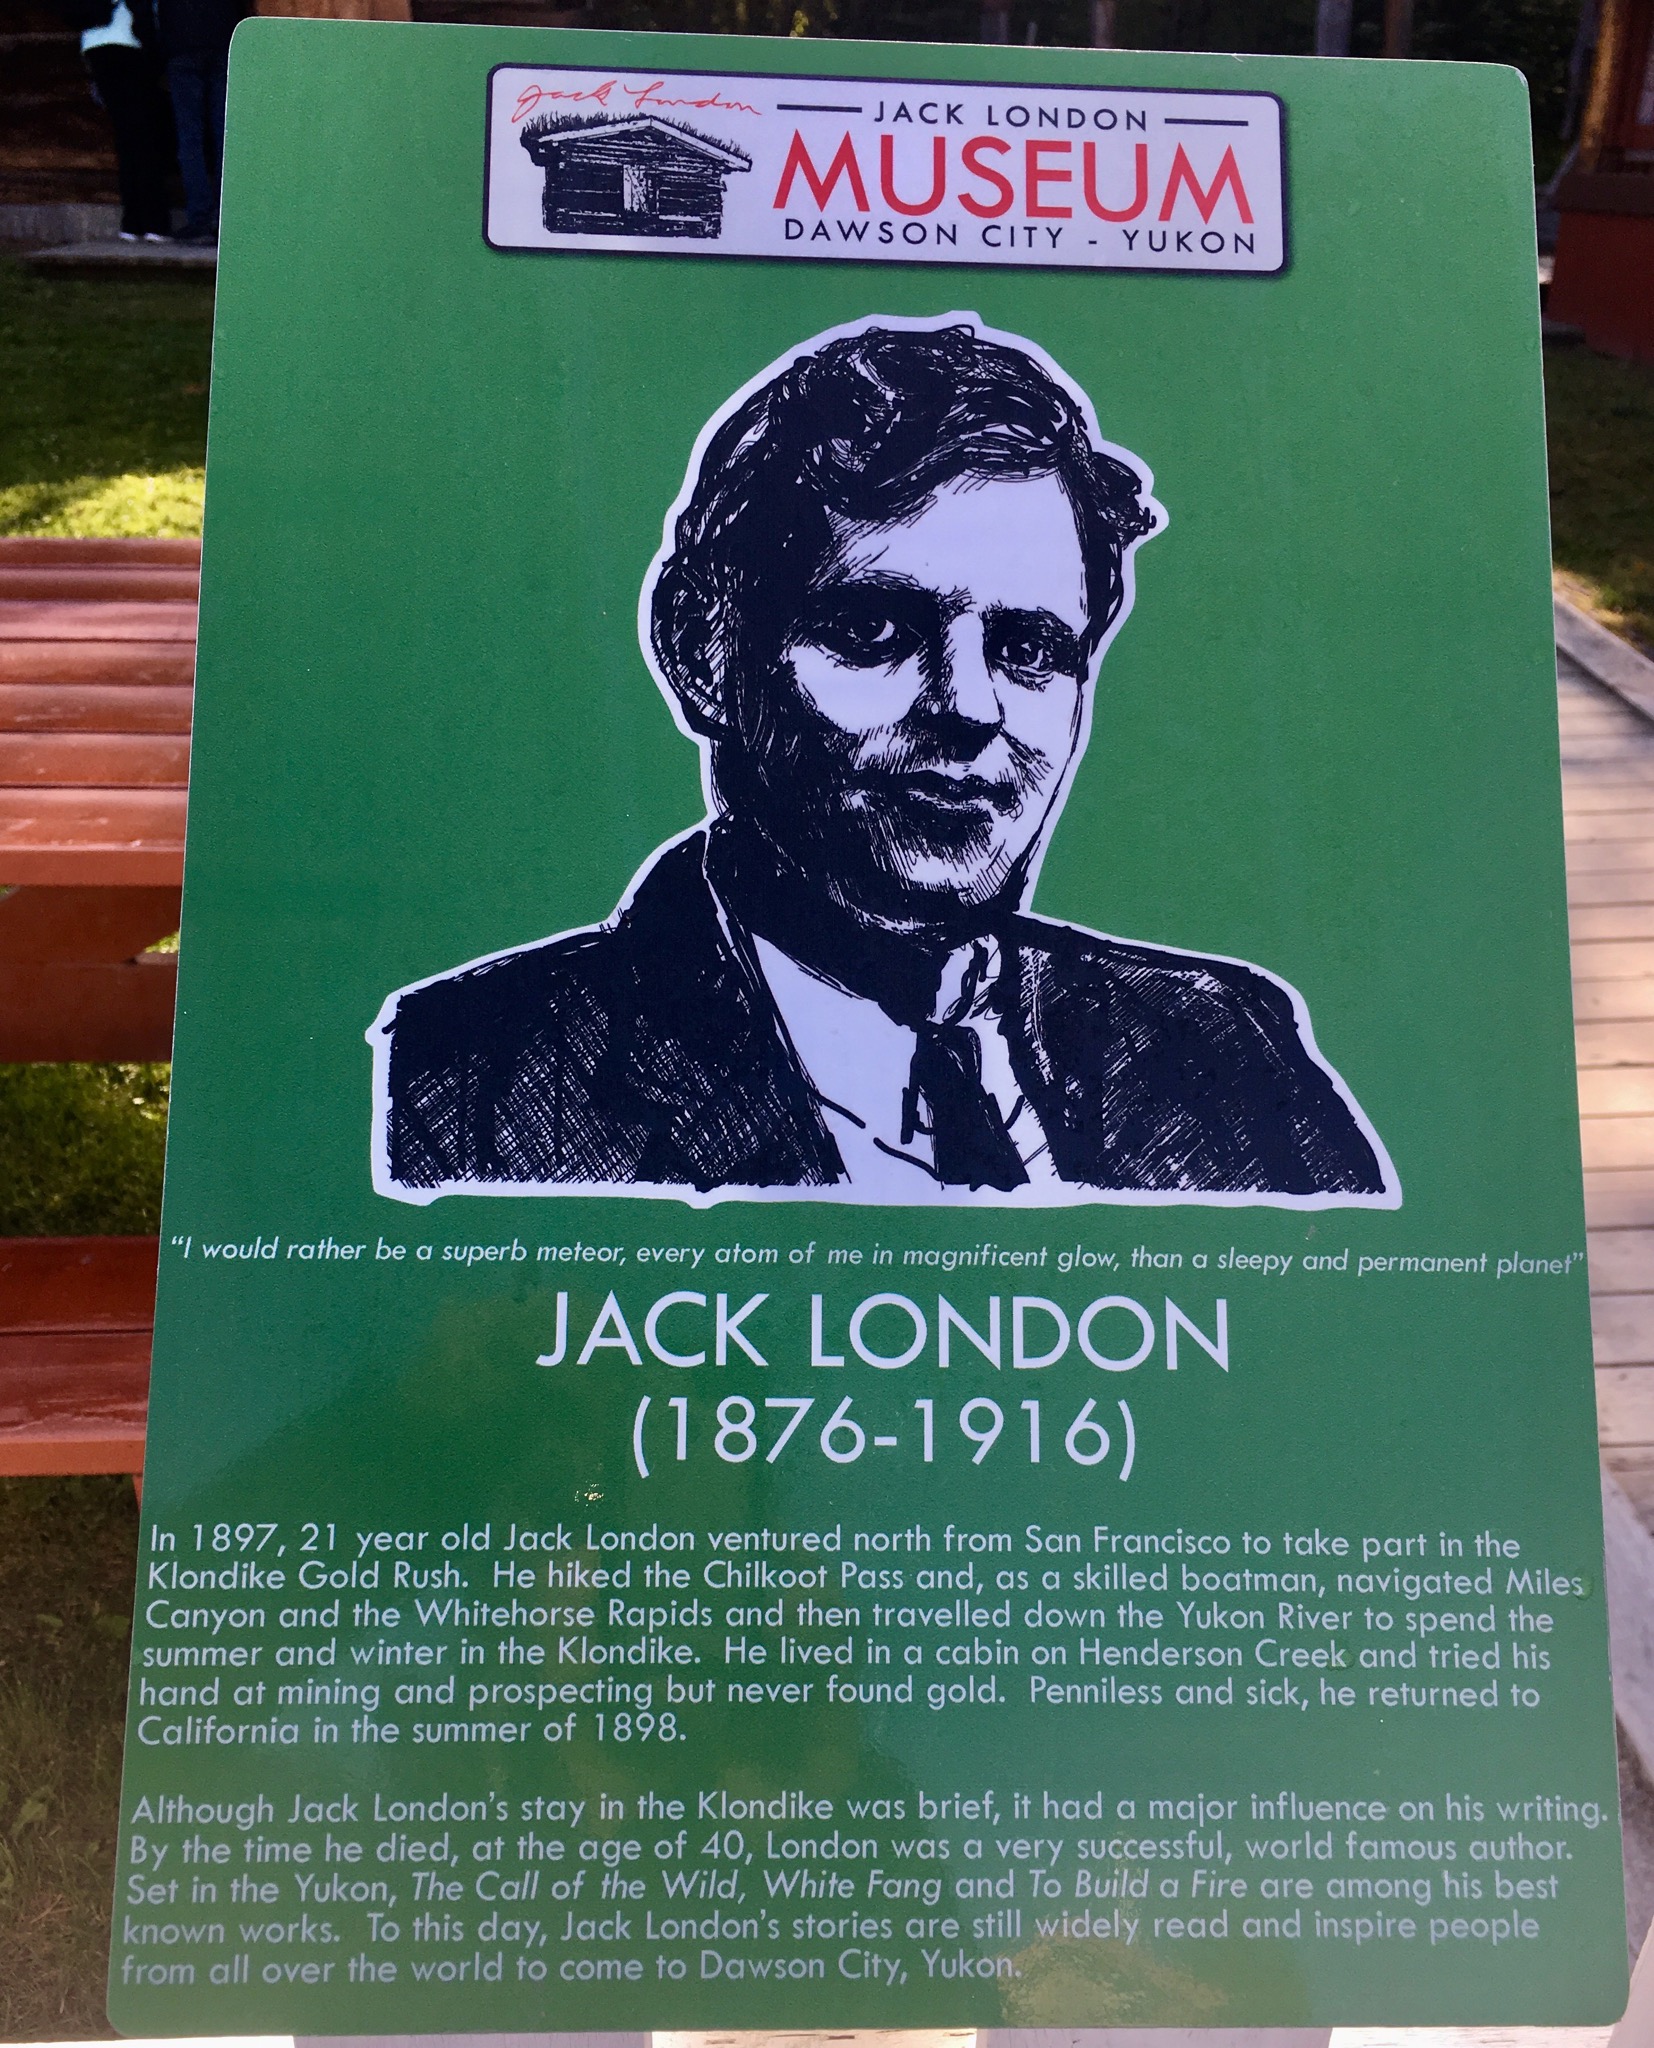 Jack London
JACK LONDON
MUSEUM
DAWSON CITY - YUKON
“I would rather be a superb meteor, every atom of me in magnificent glow, than a sleepy and permanent planet”
JACK LONDON
(1876-1916)
In 1897, 21 year old Jack London ventured north from San Francisco to take part in the
Klondike Gold Rush. He hiked the Chilkoot Pass and, as a skilled boatman, navigated Miles
Canyon and the Whitehorse Rapids and then travelled down the Yukon River to spend the
summer and winter in the Klondike. He lived in a cabin on Henderson Creek and tried his
hand at mining and prospecting but never found gold. Penniless and sick, he returned to
California in the summer of 1898.
Although Jack London’s stay in the Klondike was brief, it had a major influence on his writing.
By the time he died, at the age of 40, London was a very successful, world famous author.
Set in the Yukon, The Call of the Wild, White Fang and To Build a Fire are among his best
known works. To this day, Jack London’s stories are still widely read and inspire people
from all over the world to come to Dawson City, Yukon.